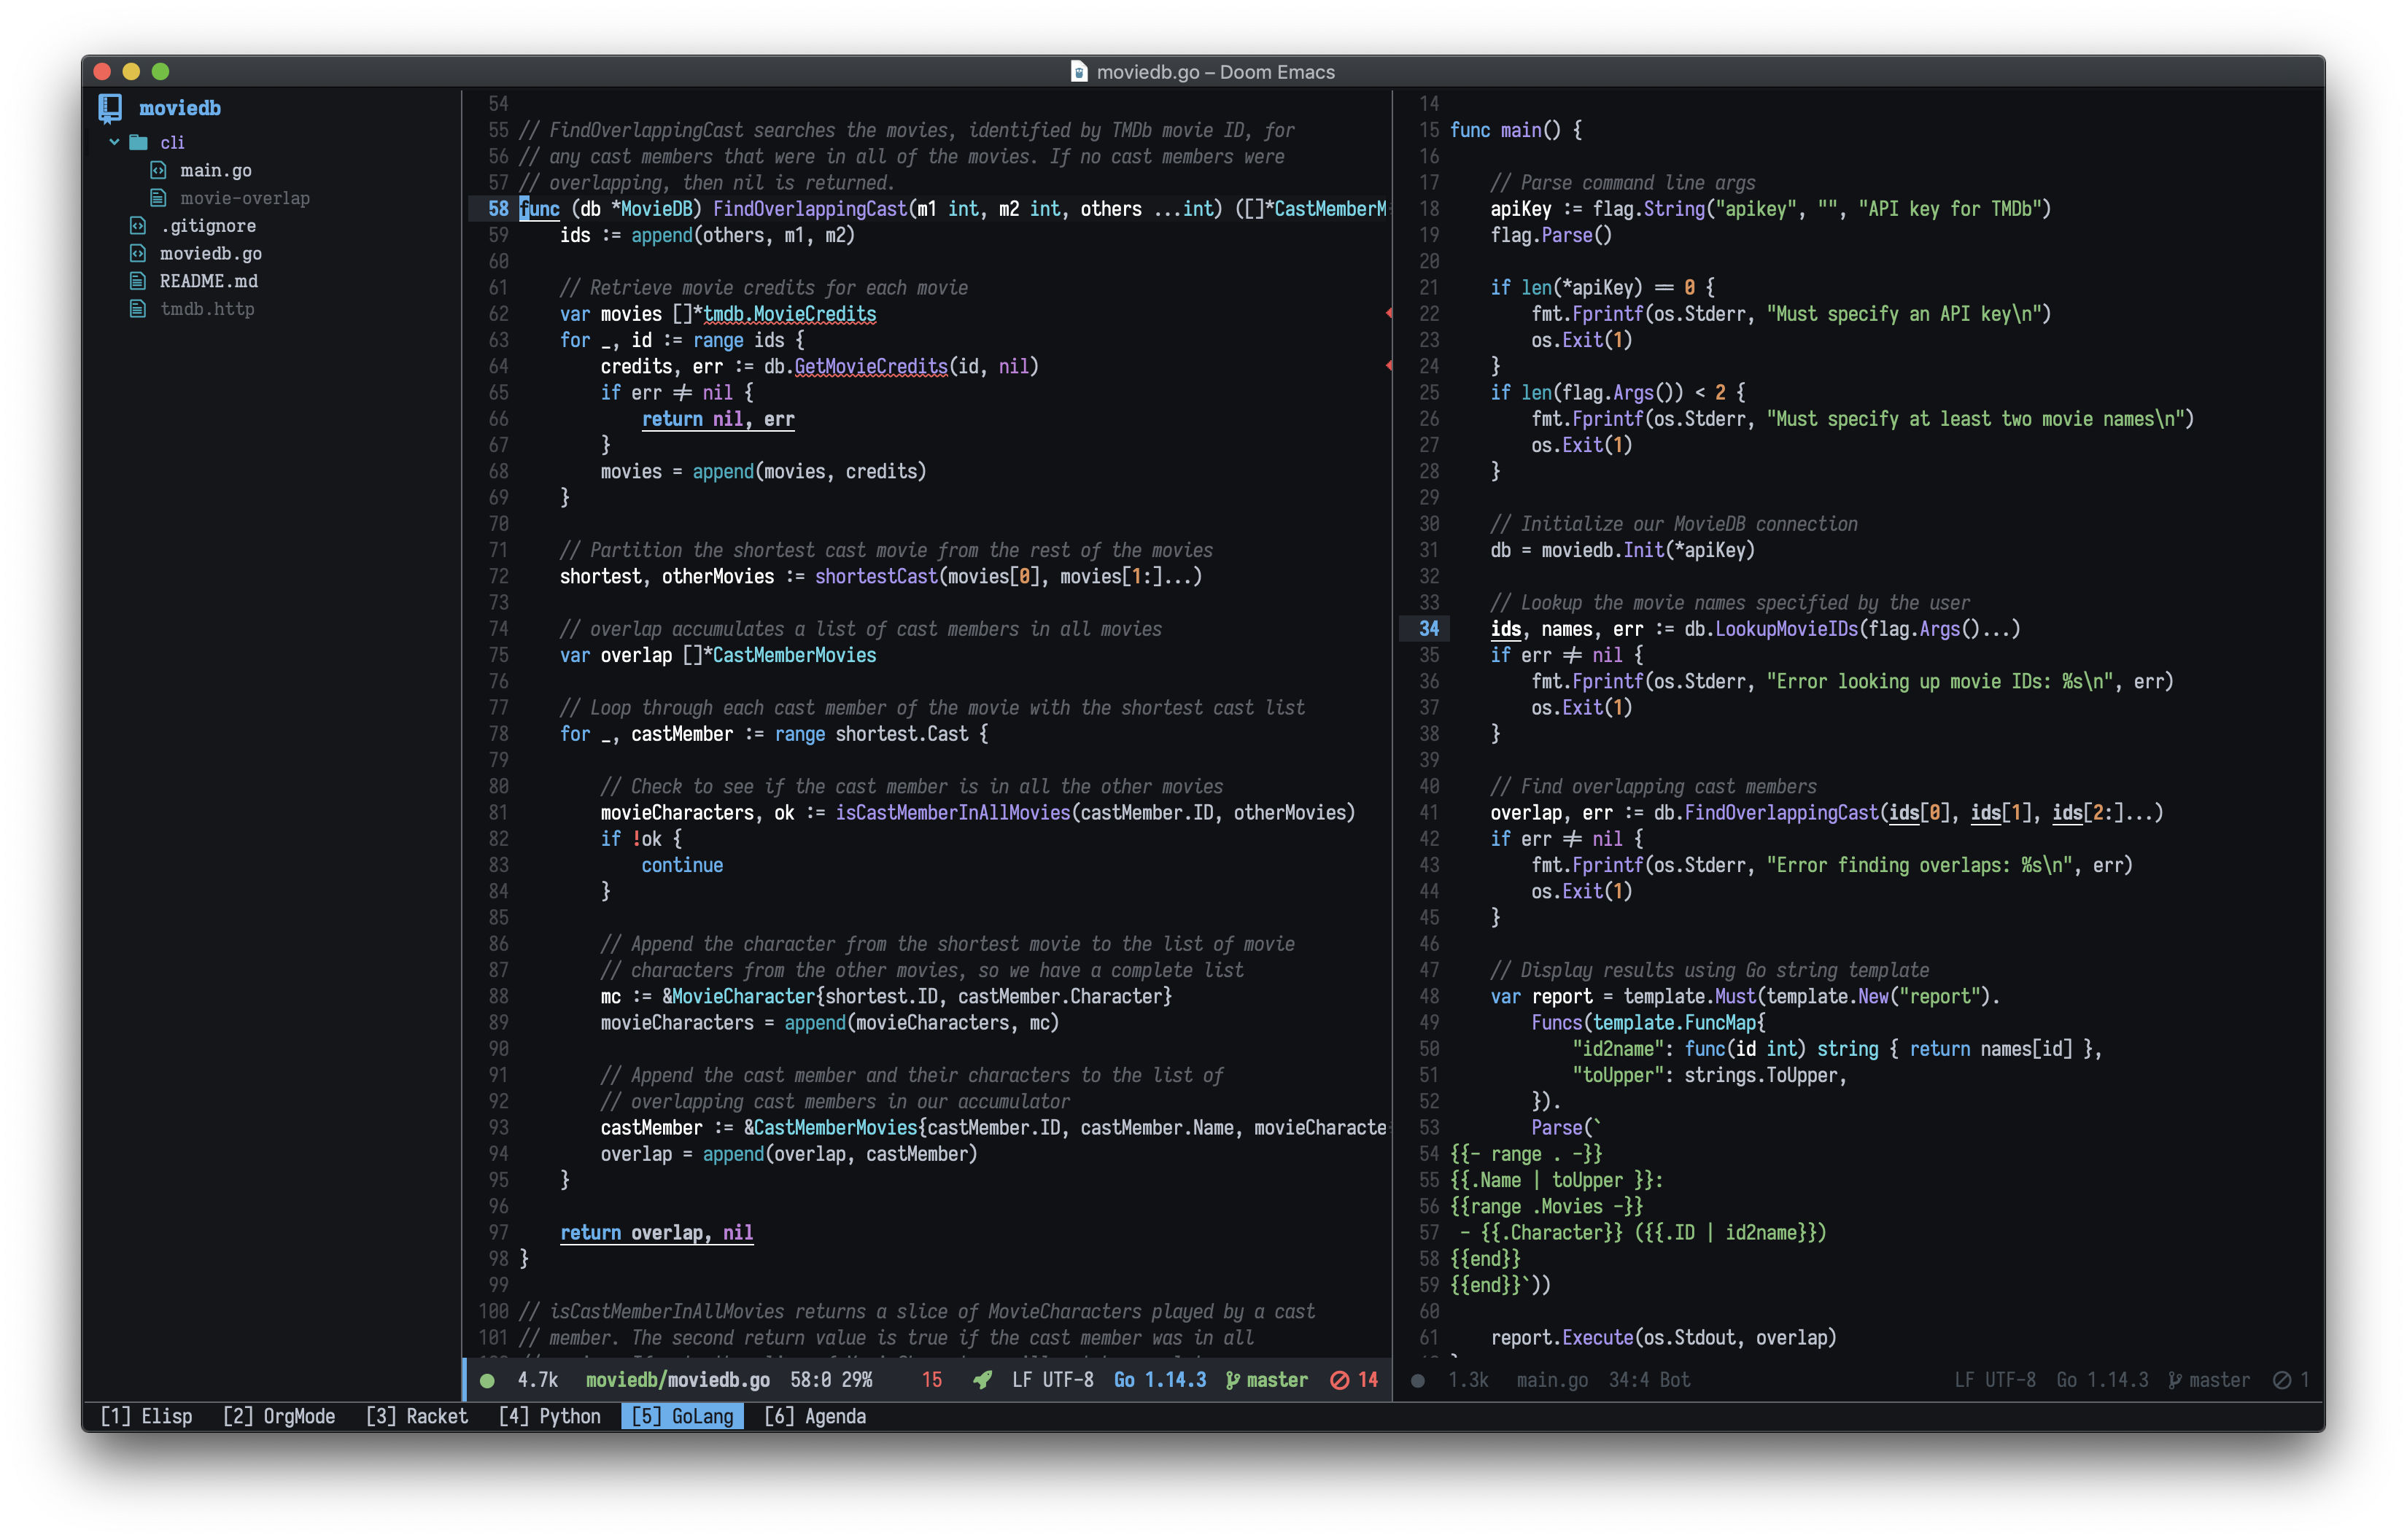 moviedb.go – Doom Emacs
moviedb
cli
main.go
movie-overlap
.gitignore
moviedb.go
README.md
tmdb.http
54
55 // FindOverlappingCast searches the movies, identified by TMDb movie ID, for
56 // any cast members that were in all of the movies. If no cast members were
57 // overlapping, then nil is returned.
58 func (db *MovieDB) FindOverlappingCast(m1 int, m2 int, others ...int) ([]*CastMemberM
59     ids := append(others, m1, m2)
60
61     // Retrieve movie credits for each movie
62     var movies []*tmdb.MovieCredits
63     for _, id := range ids {
64         credits, err := db.GetMovieCredits(id, nil)
65         if err != nil {
66             return nil, err
67         }
68         movies = append(movies, credits)
69     }
70
71     // Partition the shortest cast movie from the rest of the movies
72     shortest, otherMovies := shortestCast(movies[0], movies[1:]...)
73
74     // overlap accumulates a list of cast members in all movies
75     var overlap []*CastMemberMovies
76
77     // Loop through each cast member of the movie with the shortest cast list
78     for _, castMember := range shortest.Cast {
79
80         // Check to see if the cast member is in all the other movies
81         movieCharacters, ok := isCastMemberInAllMovies(castMember.ID, otherMovies)
82         if !ok {
83             continue
84         }
85
86         // Append the character from the shortest movie to the list of movie
87         // characters from the other movies, so we have a complete list
88         mc := &MovieCharacter{shortest.ID, castMember.Character}
89         movieCharacters = append(movieCharacters, mc)
90
91         // Append the cast member and their characters to the list of
92         // overlapping cast members in our accumulator
93         castMember := &CastMemberMovies{castMember.ID, castMember.Name, movieCharacte
94         overlap = append(overlap, castMember)
95     }
96
97     return overlap, nil
98 }
99
100 // isCastMemberInAllMovies returns a slice of MovieCharacters played by a cast
101 // member. The second return value is true if the cast member was in all
4.7k moviedb/moviedb.go 58:0 29% 15 LF UTF-8 Go 1.14.3 master 14
14
15 func main() {
16
17     // Parse command line args
18     apiKey := flag.String("apikey", "", "API key for TMDb")
19     flag.Parse()
20
21     if len(*apiKey) == 0 {
22         fmt.Fprintf(os.Stderr, "Must specify an API key\n")
23         os.Exit(1)
24     }
25     if len(flag.Args()) < 2 {
26         fmt.Fprintf(os.Stderr, "Must specify at least two movie names\n")
27         os.Exit(1)
28     }
29
30     // Initialize our MovieDB connection
31     db = moviedb.Init(*apiKey)
32
33     // Lookup the movie names specified by the user
34     ids, names, err := db.LookupMovieIDs(flag.Args()...)
35     if err != nil {
36         fmt.Fprintf(os.Stderr, "Error looking up movie IDs: %s\n", err)
37         os.Exit(1)
38     }
39
40     // Find overlapping cast members
41     overlap, err := db.FindOverlappingCast(ids[0], ids[1], ids[2:]...)
42     if err != nil {
43         fmt.Fprintf(os.Stderr, "Error finding overlaps: %s\n", err)
44         os.Exit(1)
45     }
46
47     // Display results using Go string template
48     var report = template.Must(template.New("report").
49         Funcs(template.FuncMap{
50             "id2name": func(id int) string { return names[id] },
51             "toUpper": strings.ToUpper,
52         }).
53         Parse(`
54 {{- range . -}}
55 {{.Name | toUpper }}:
56 {{range .Movies -}}
57  - {{.Character}} ({{.ID | id2name}})
58 {{end}}
59 {{end}}`))
60
61     report.Execute(os.Stdout, overlap)
1.3k main.go 34:4 Bot LF UTF-8 Go 1.14.3 master 1
[1] Elisp [2] OrgMode [3] Racket [4] Python [5] GoLang [6] Agenda